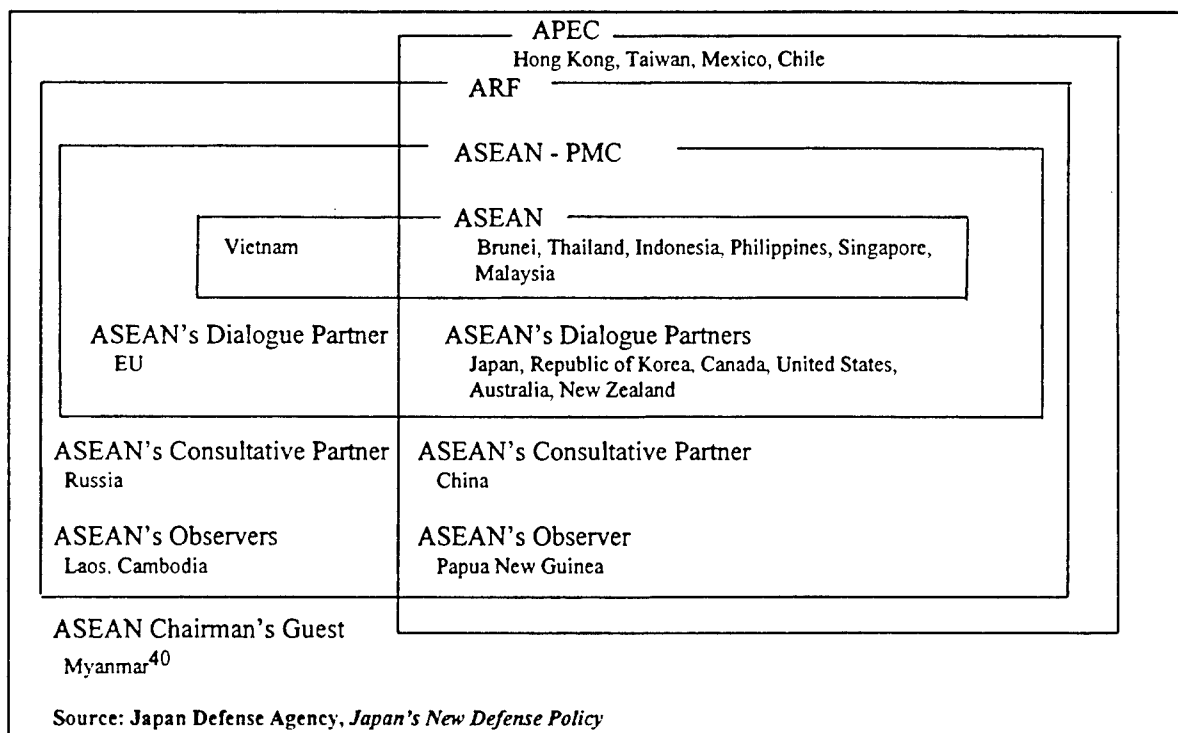 APEC
Hong Kong, Taiwan, Mexico, Chile
ARF
ASEAN - PMC
ASEAN
Vietnam
Brunei, Thailand, Indonesia, Philippines, Singapore,
Malaysia
ASEAN's Dialogue Partner
EU
ASEAN's Dialogue Partners
Japan, Republic of Korea, Canada, United States,
Australia, New Zealand
ASEAN's Consultative Partner
Russia
ASEAN's Consultative Partner
China
ASEAN's Observers
Laos, Cambodia
ASEAN's Observer
Papua New Guinea
ASEAN Chairman's Guest
Myanmar40
Source: Japan Defense Agency, Japan's New Defense Policy